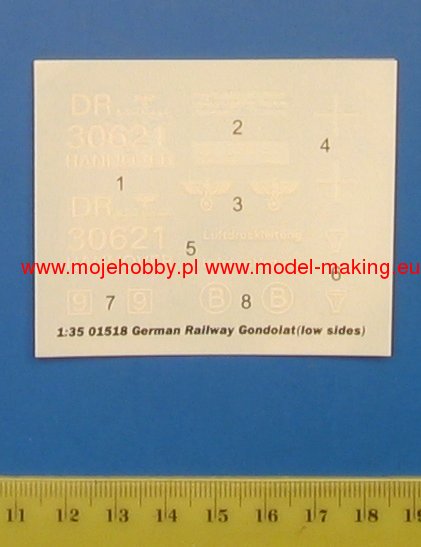 DR
2
30621
4
HANNOVER
1
3
DR
Luftdruckleitung
30621
5
www.mojehobby.pl www.model-making.eu
6
9 7 9 B 8 B
1:35 01518 German Railway Gondolat(low sides)
11 12 13 14 15 16 17 18 19